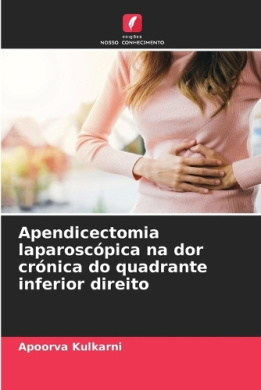 edições
NOSSO CONHECIMENTO
Apendicectomia
laparoscópica na dor
crónica do quadrante
inferior direito
Apoorva Kulkarni